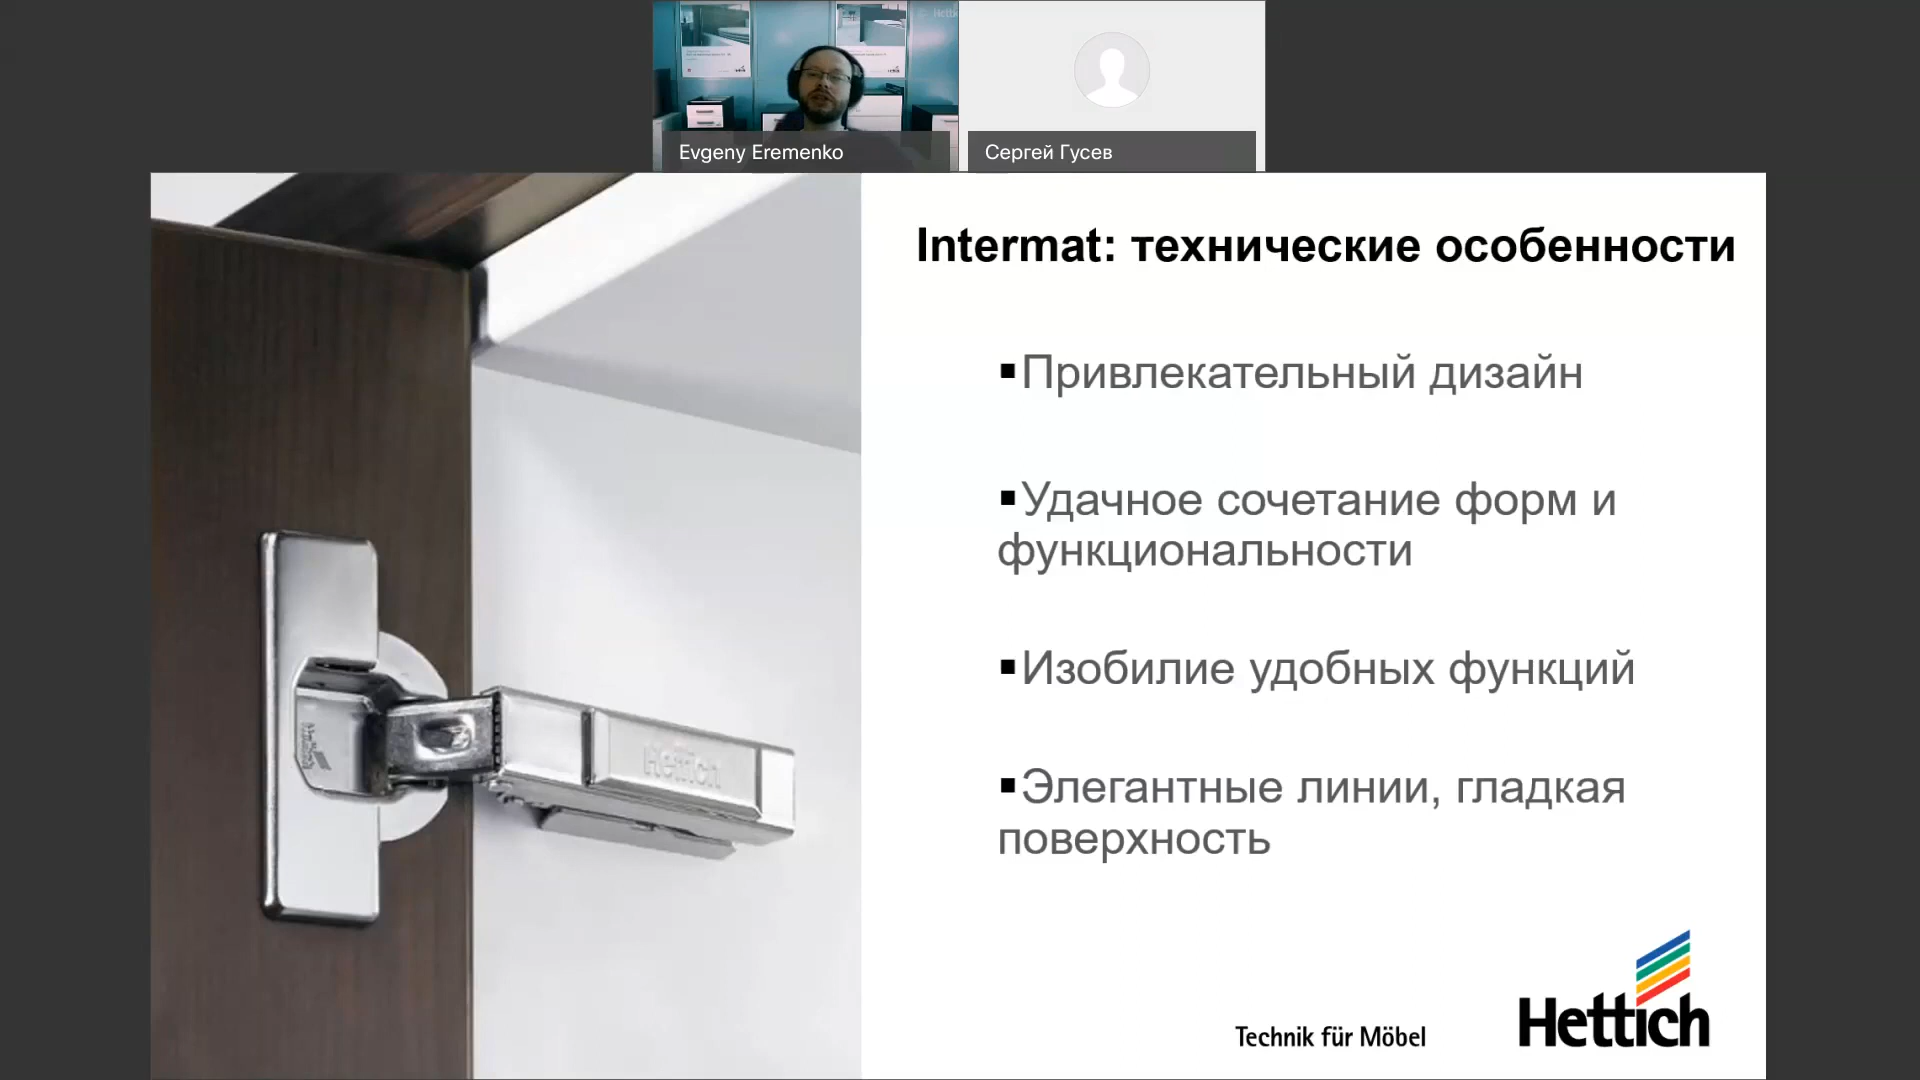 Evgeny Eremenko
Сергей Гусев
Intermat: технические особенности
▪Привлекательный дизайн
▪Удачное сочетание форм и
функциональности
▪Изобилие удобных функций
▪Элегантные линии, гладкая
поверхность
Hettich
Technik für Möbel
Hettich